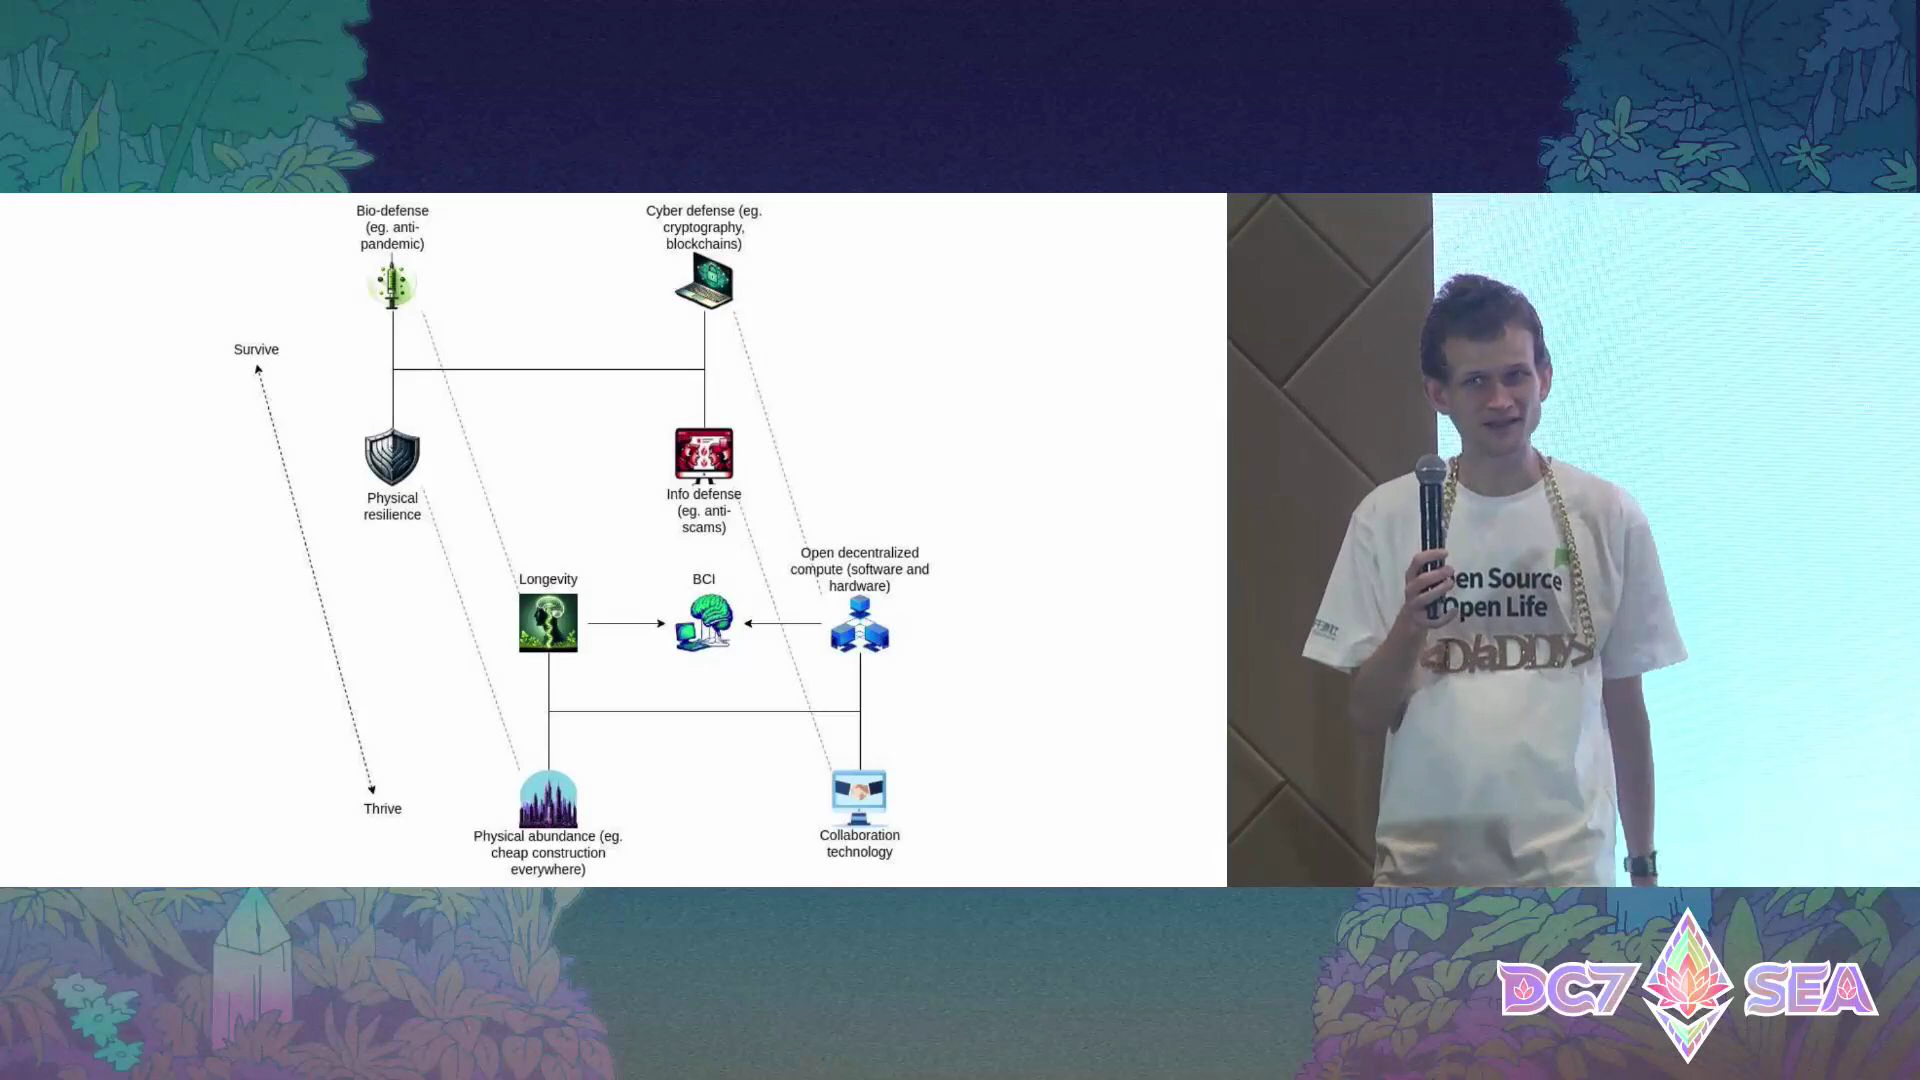 Bio-defense
(eg. anti-
pandemic)
Cyber defense (eg.
cryptography,
blockchains)
Survive
Physical
resilience
Info defense
(eg. anti-
scams)
Longevity
BCI
Open decentralized
compute (software and
hardware)
Thrive
Physical abundance (eg.
cheap construction
everywhere)
Collaboration
technology
Source
Open Life
DC7 SEA